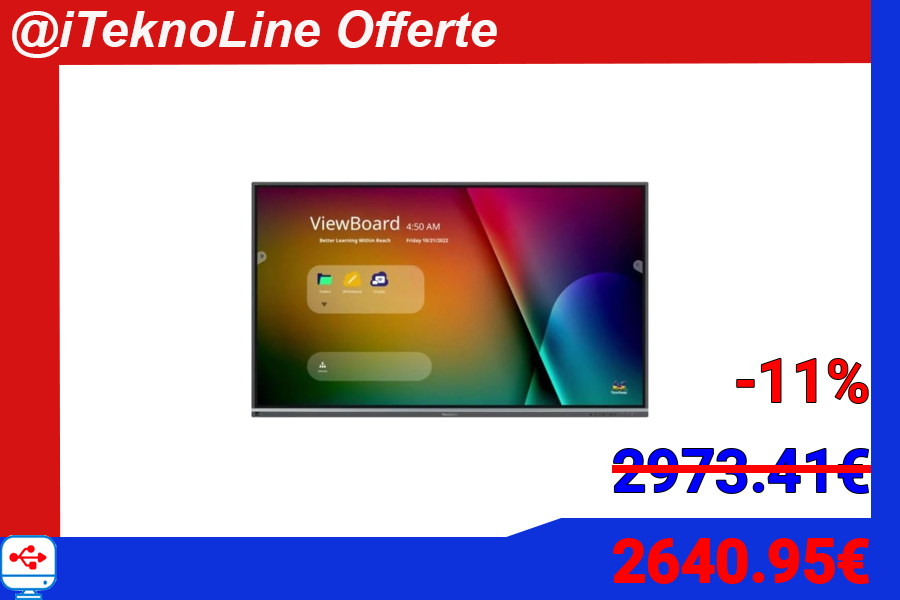 @iTeknoLine Offerte
ViewBoard 4:50 AM
Better Learning Within Reach Friday 10/21/2022
-11%
2973.41€
2640.95€